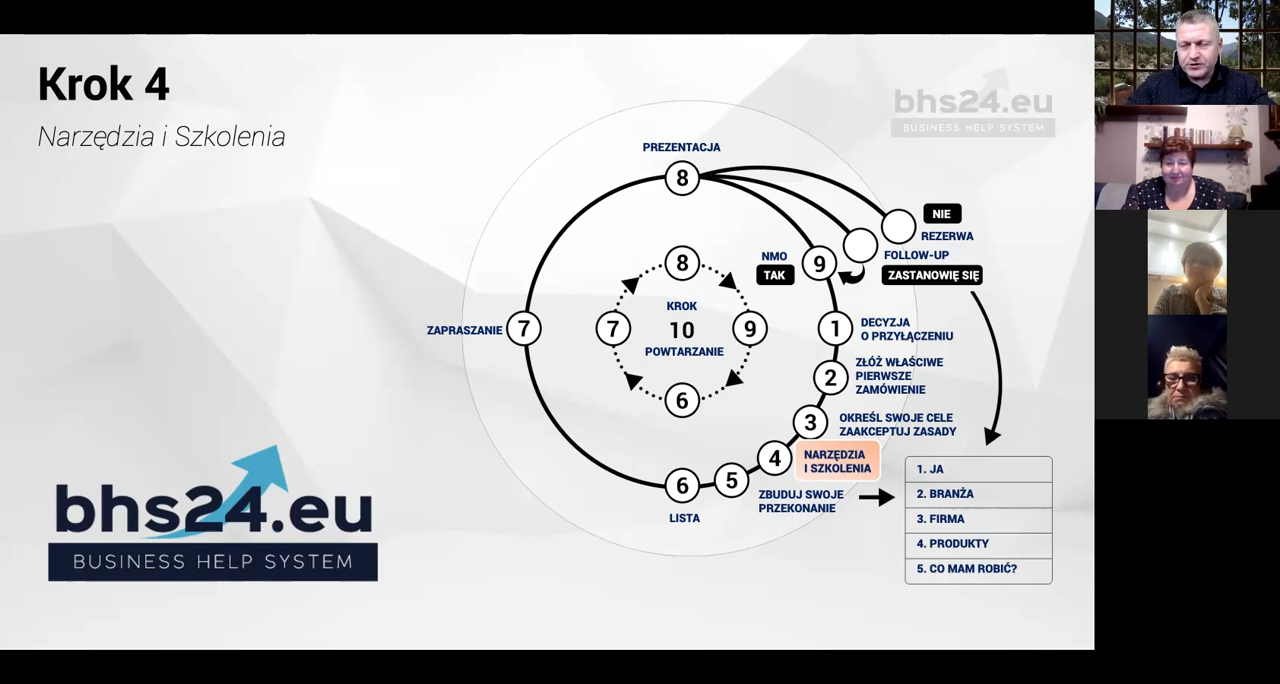 Krok 4
Narzędzia i Szkolenia
bhs24.eu
BUSINESS HELP SYSTEM
PREZENTACJA
8
NIE
REZERWA
FOLLOW-UP
ZASTANOWIĘ SIĘ
NMO
TAK
9
8
KROK
10
POWTARZANIE
7
9
6
ZAPRASZANIE
7
1
DECYZJA
O PRZYŁĄCZENIU
2
ZŁÓŻ WŁAŚCIWE
PIERWSZE
ZAMÓWIENIE
3
OKREŚL SWOJE CELE
ZAAKCEPTUJ ZASADY
4
NARZĘDZIA
I SZKOLENIA
5
ZBUDUJ SWOJE
PRZEKONANIE
6
LISTA
1. JA
2. BRANŻA
3. FIRMA
4. PRODUKTY
5. CO MAM ROBIĆ?
bhs24.eu
BUSINESS HELP SYSTEM